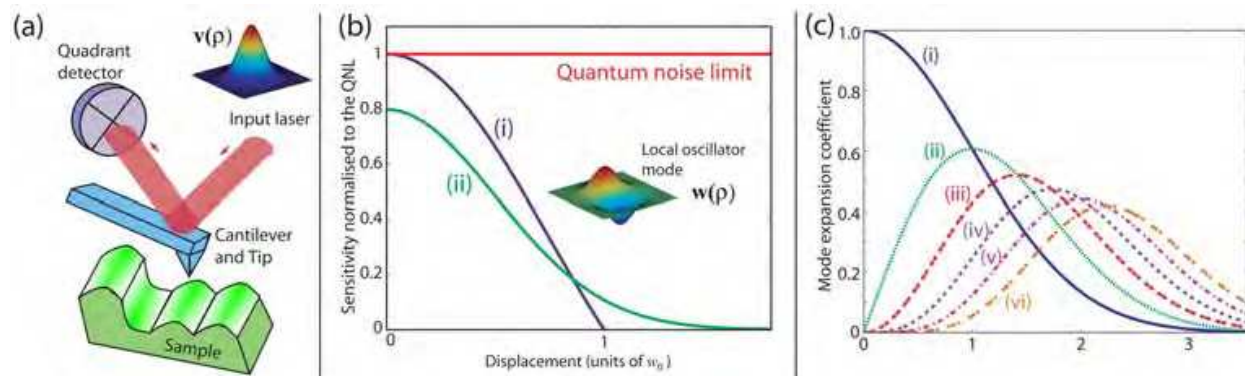 (a)
Quadrant
detector
v(ρ)
Input laser
Cantilever
and Tip
Sample
(b)
Sensitivity normalised to the QNL
1
0.8
0.6
0.4
0.2
0
Quantum noise limit
(i)
(ii)
Local oscillator
mode
w(ρ)
1
Displacement (units of w₀ )
(c)
Mode expansion coefficient
1.0
0.8
0.6
0.4
0.2
0
(i)
(ii)
(iii)
(iv)
(v)
(vi)
0
1
2
3